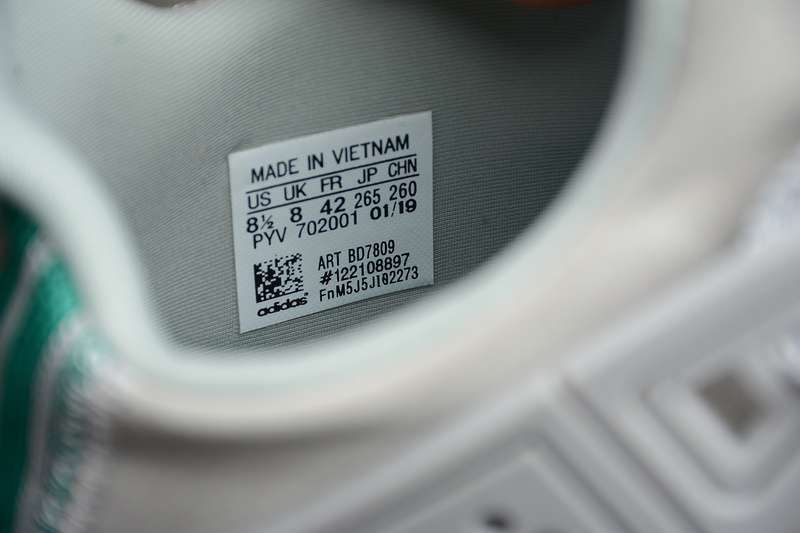 MADE IN VIETNAM
US UK FR JP CHN
8½ 8 42 265 260
PYV 702001 01/19
ART BD7809
#122108897
FnM5J5J102273
adidas